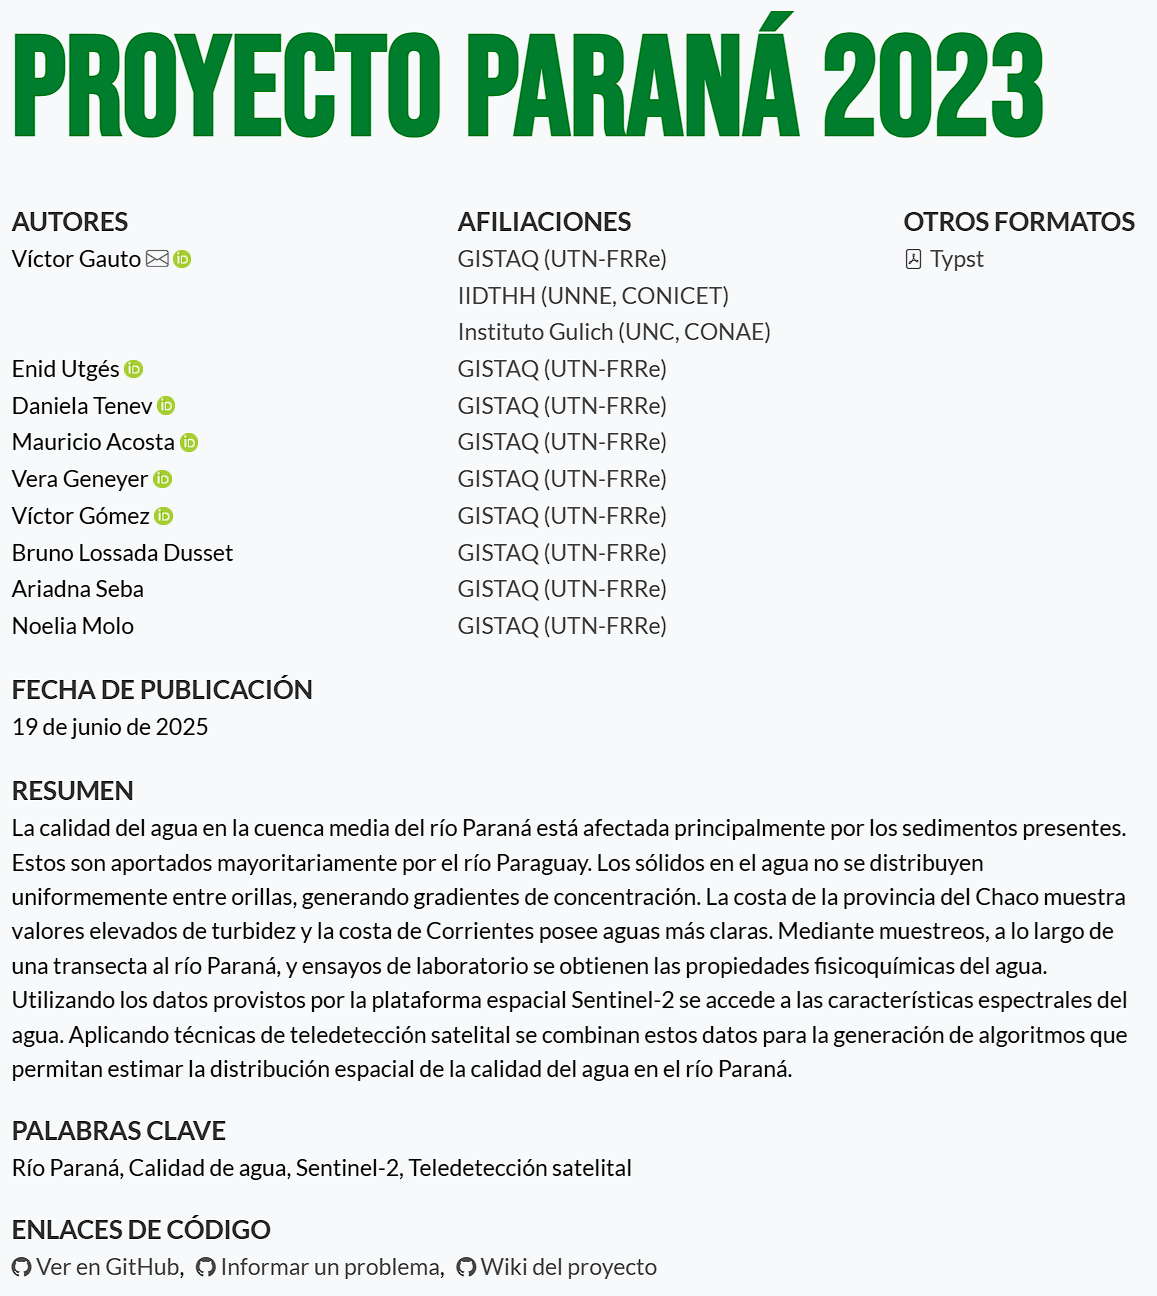 PROYECTO PARANÁ 2023
AUTORES AFILIACIONES OTROS FORMATOS
Víctor Gauto GISTAQ (UTN-FRRe) Typst
IIDTHH (UNNE, CONICET)
Instituto Gulich (UNC, CONAE)
Enid Utgés GISTAQ (UTN-FRRe)
Daniela Tenev GISTAQ (UTN-FRRe)
Mauricio Acosta GISTAQ (UTN-FRRe)
Vera Geneyer GISTAQ (UTN-FRRe)
Víctor Gómez GISTAQ (UTN-FRRe)
Bruno Lossada Dusset GISTAQ (UTN-FRRe)
Ariadna Seba GISTAQ (UTN-FRRe)
Noelia Molo GISTAQ (UTN-FRRe)
FECHA DE PUBLICACIÓN
19 de junio de 2025
RESUMEN
La calidad del agua en la cuenca media del río Paraná está afectada principalmente por los sedimentos presentes.
Estos son aportados mayoritariamente por el río Paraguay. Los sólidos en el agua no se distribuyen
uniformemente entre orillas, generando gradientes de concentración. La costa de la provincia del Chaco muestra
valores elevados de turbidez y la costa de Corrientes posee aguas más claras. Mediante muestreos, a lo largo de
una transecta al río Paraná, y ensayos de laboratorio se obtienen las propiedades fisicoquímicas del agua.
Utilizando los datos provistos por la plataforma espacial Sentinel-2 se accede a las características espectrales del
agua. Aplicando técnicas de teledetección satelital se combinan estos datos para la generación de algoritmos que
permitan estimar la distribución espacial de la calidad del agua en el río Paraná.
PALABRAS CLAVE
Río Paraná, Calidad de agua, Sentinel-2, Teledetección satelital
ENLACES DE CÓDIGO
Ver en GitHub, Informar un problema, Wiki del proyecto